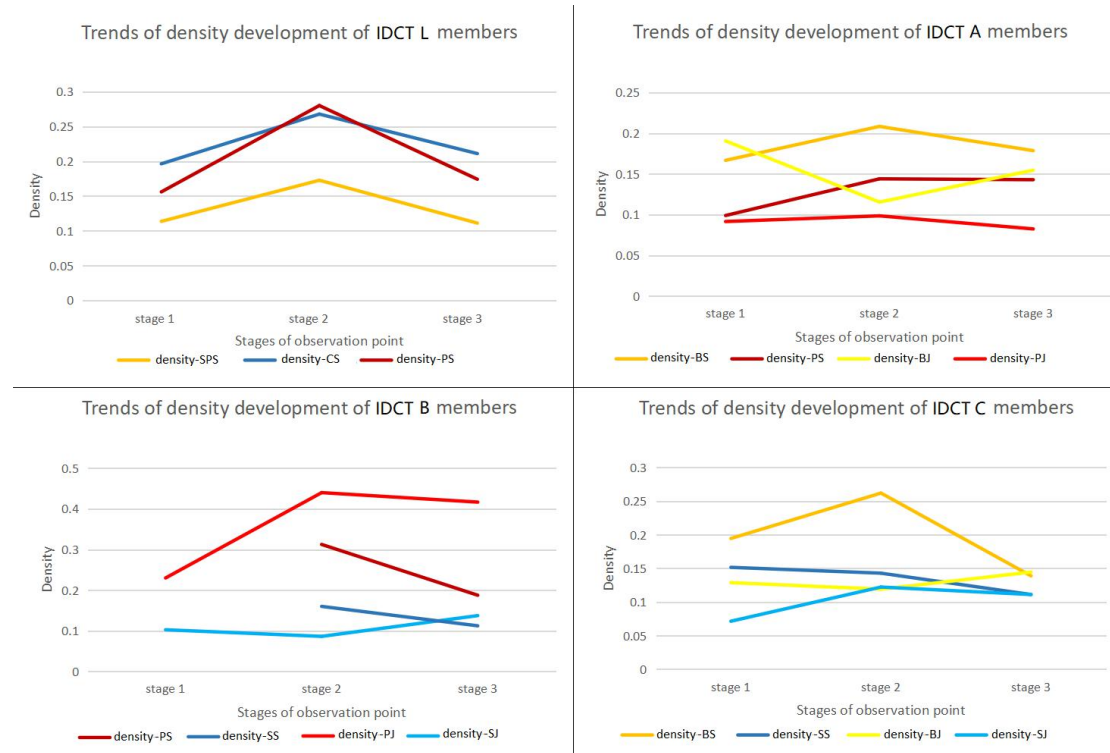 Trends of density development of IDCT L members
0.3
0.25
0.2
0.15
0.1
0.05
0
Density
stage 1 stage 2 stage 3
Stages of observation point
density-SPS density-CS density-PS
Trends of density development of IDCT A members
0.25
0.2
0.15
0.1
0.05
0
Density
stage 1 stage 2 stage 3
Stages of observation point
density-BS density-PS density-BJ density-PJ
Trends of density development of IDCT B members
0.5
0.4
0.3
0.2
0.1
0
Density
stage 1 stage 2 stage 3
Stages of observation point
density-PS density-SS density-PJ density-SJ
Trends of density development of IDCT C members
0.3
0.25
0.2
0.15
0.1
0.05
0
Density
stage 1 stage 2 stage 3
Stages of observation point
density-BS density-SS density-BJ density-SJ